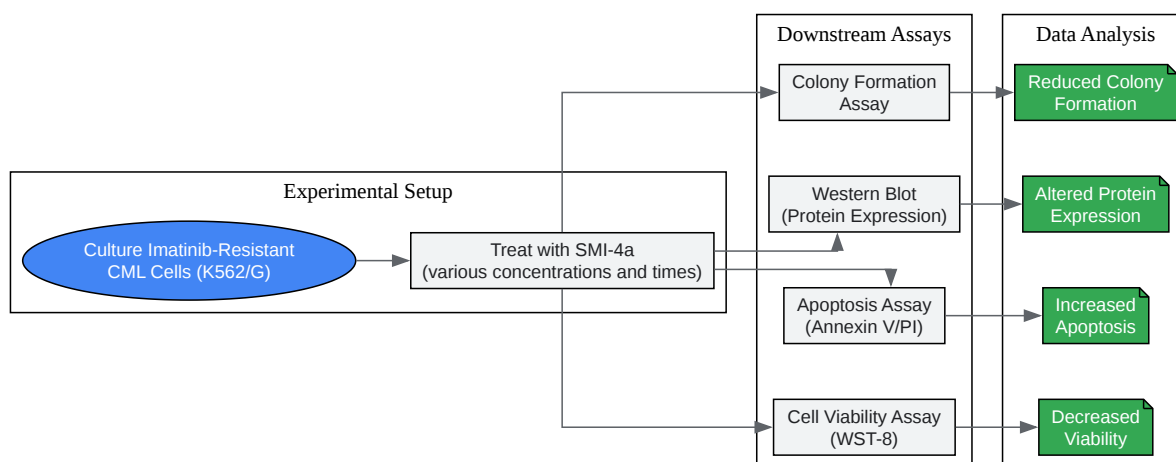 Downstream Assays
Data Analysis
Colony Formation
Assay
Reduced Colony
Formation
Experimental Setup
Western Blot
(Protein Expression)
Altered Protein
Expression
Culture Imatinib-Resistant
CML Cells (K562/G)
Treat with SMI-4a
(various concentrations and times)
Apoptosis Assay
(Annexin V/PI)
Increased
Apoptosis
Cell Viability Assay
(WST-8)
Decreased
Viability